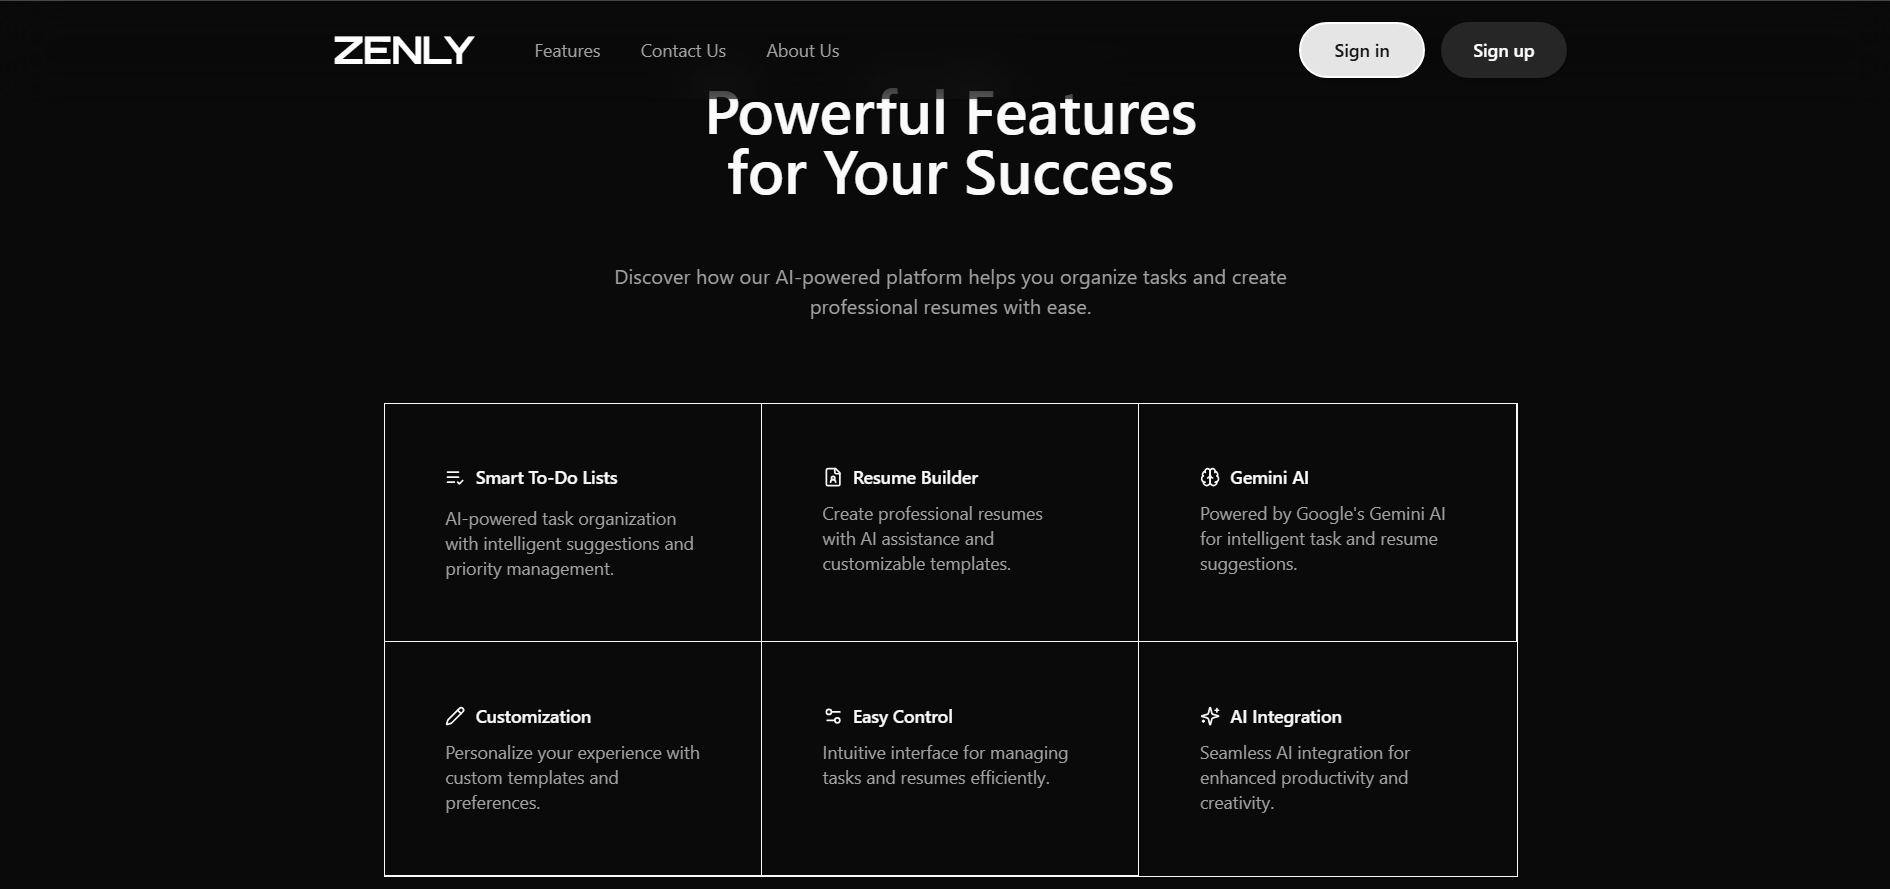 ZENLY
Features
Contact Us
About Us
Sign in
Sign up
Powerful Features
for Your Success
Discover how our AI-powered platform helps you organize tasks and create
professional resumes with ease.
Smart To-Do Lists
AI-powered task organization
with intelligent suggestions and
priority management.
Resume Builder
Create professional resumes
with AI assistance and
customizable templates.
Gemini AI
Powered by Google's Gemini AI
for intelligent task and resume
suggestions.
Customization
Personalize your experience with
custom templates and
preferences.
Easy Control
Intuitive interface for managing
tasks and resumes efficiently.
AI Integration
Seamless AI integration for
enhanced productivity and
creativity.